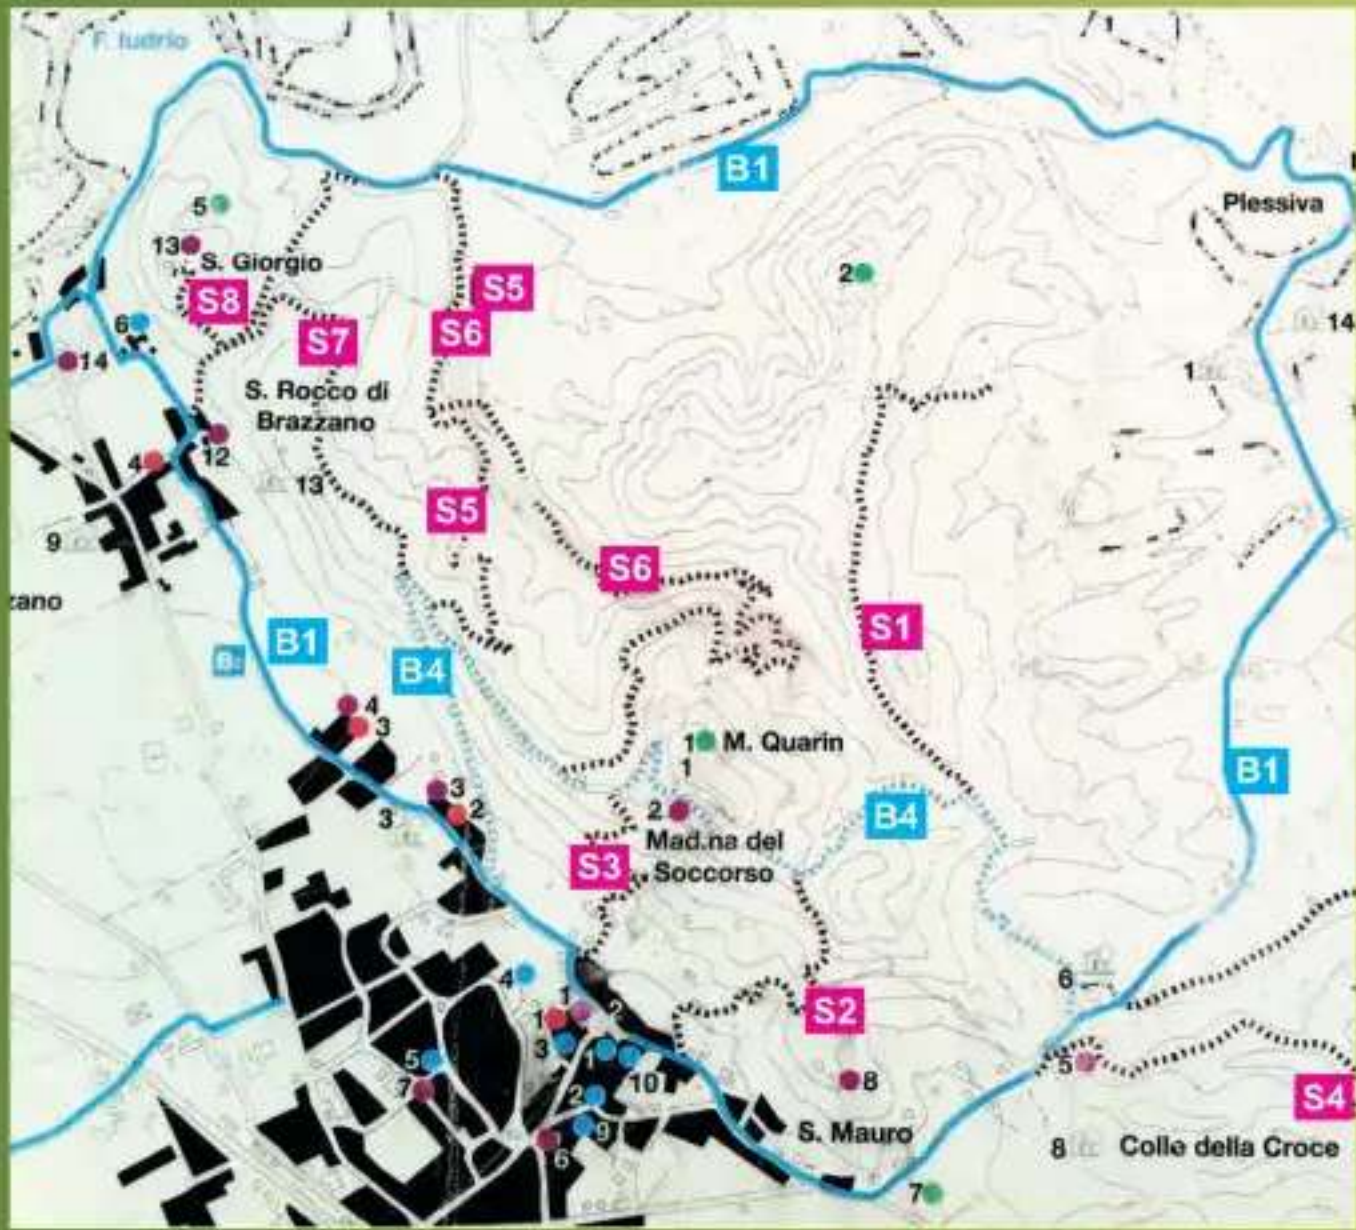 F. Iudrio
B1
Plessiva
5
13
S. Giorgio
2
S8
S5
6
S7
S6
14
14
1
S. Rocco di
Brazzano
12
4
13
S5
9
S6
zano
S1
B1
B4
4
3
1 M. Quarin
1
B1
3
2
2
3
B4
Mad.na del
Soccorso
S3
4
6
1
2
S2
1
3
5
1
10
5
7
2
8
S4
9
S. Mauro
6
8
Colle della Croce
7